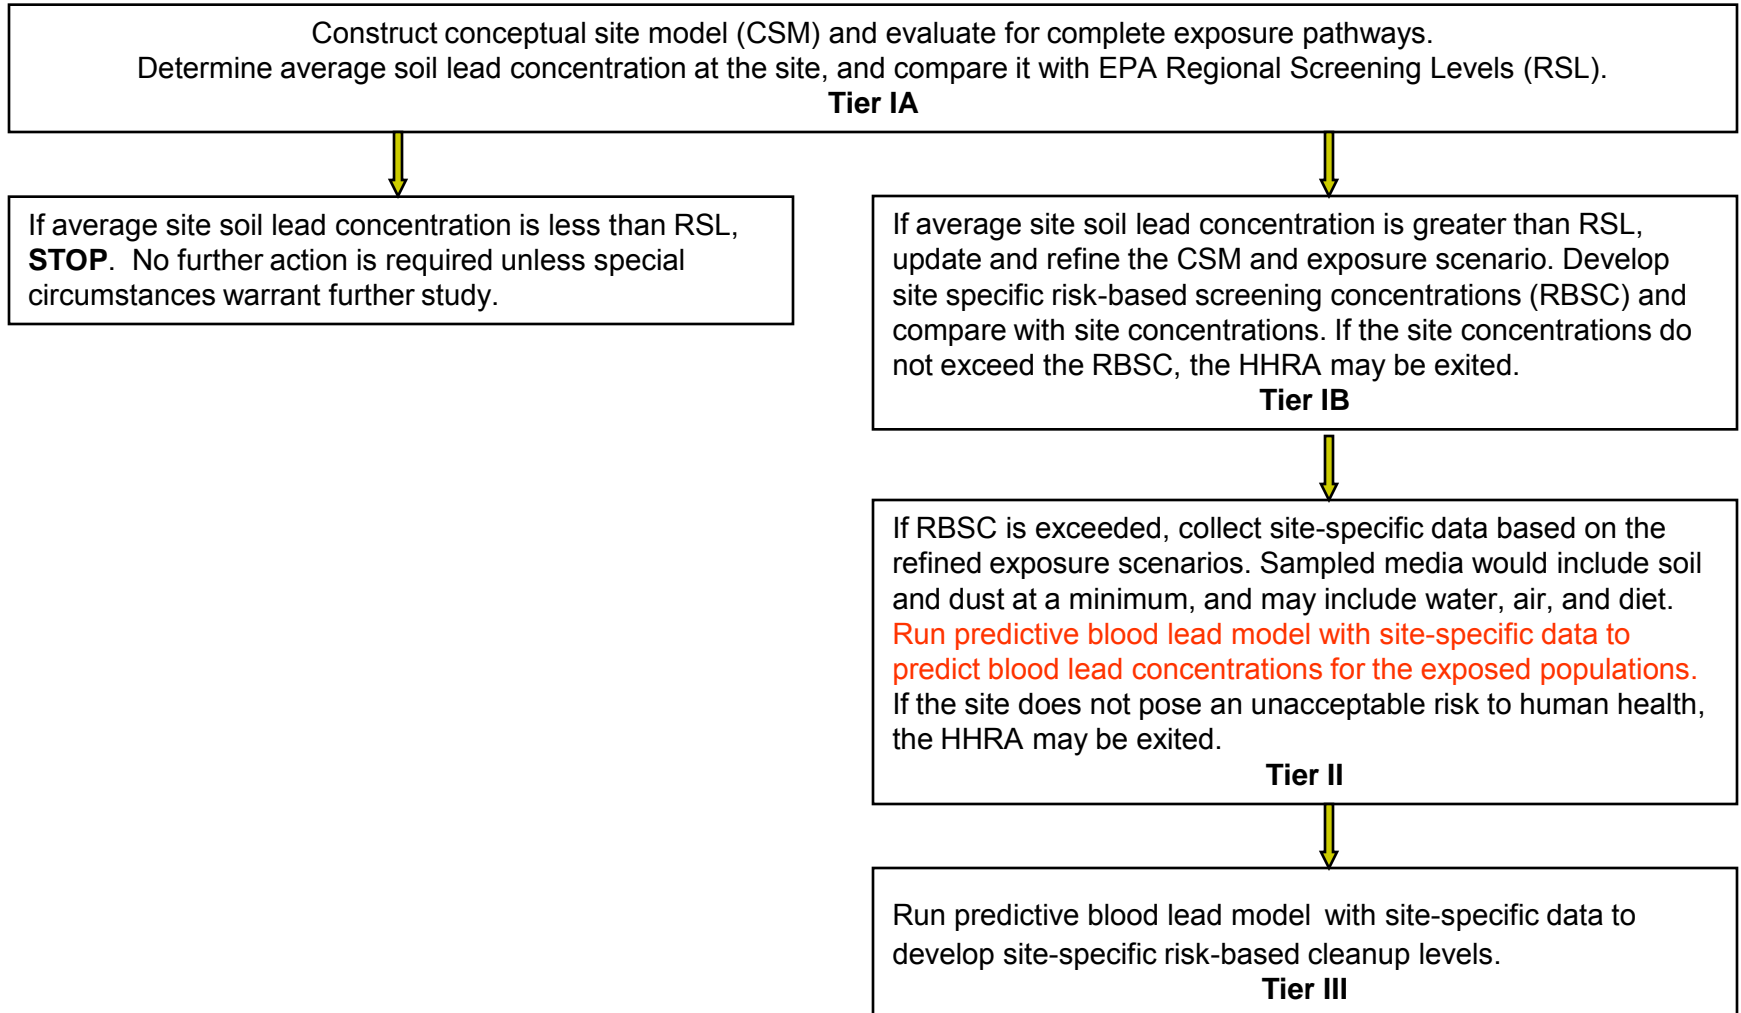 Construct conceptual site model (CSM) and evaluate for complete exposure pathways.
Determine average soil lead concentration at the site, and compare it with EPA Regional Screening Levels (RSL).
Tier IA
If average site soil lead concentration is less than RSL,
STOP.  No further action is required unless special
circumstances warrant further study.
If average site soil lead concentration is greater than RSL,
update and refine the CSM and exposure scenario. Develop
site specific risk-based screening concentrations (RBSC) and
compare with site concentrations. If the site concentrations do
not exceed the RBSC, the HHRA may be exited.
Tier IB
If RBSC is exceeded, collect site-specific data based on the
refined exposure scenarios. Sampled media would include soil
and dust at a minimum, and may include water, air, and diet.
Run predictive blood lead model with site-specific data to
predict blood lead concentrations for the exposed populations.
If the site does not pose an unacceptable risk to human health,
the HHRA may be exited.
Tier II
Run predictive blood lead model  with site-specific data to
develop site-specific risk-based cleanup levels.
Tier III